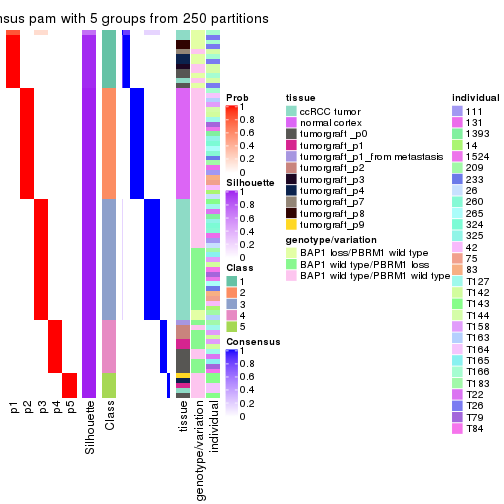 nsus pam with 5 groups from 250 partitions
p1
p2
p3
p4
p5
Silhouette
Class
tissue
genotype/variation
individual
Prob
1
0.8
0.6
0.4
0.2
0
Silhouette
1
0.8
0.6
0.4
0.2
0
Class
1
2
3
4
5
Consensus
1
0.8
0.6
0.4
0.2
0
tissue
ccRCC tumor
normal cortex
tumorgraft_p0
tumorgraft_p1
tumorgraft_p1_from metastasis
tumorgraft_p2
tumorgraft_p3
tumorgraft_p4
tumorgraft_p7
tumorgraft_p8
tumorgraft_p9
genotype/variation
BAP1 loss/PBRM1 wild type
BAP1 wild type/PBRM1 loss
BAP1 wild type/PBRM1 wild type
individual
111
131
1393
14
1524
209
233
26
260
265
324
325
42
75
83
T127
T142
T143
T144
T158
T163
T164
T165
T166
T183
T22
T26
T79
T84